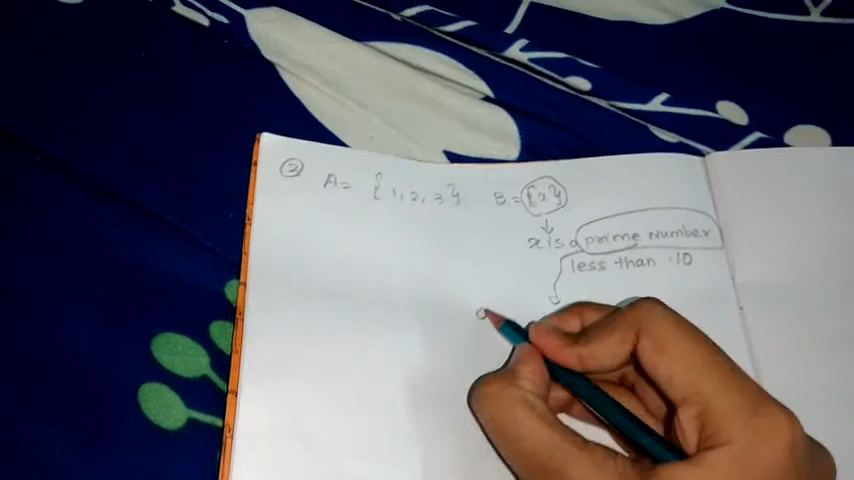 ② A = {1, 2, 3} B = {x}
x is a prime number
less than 10